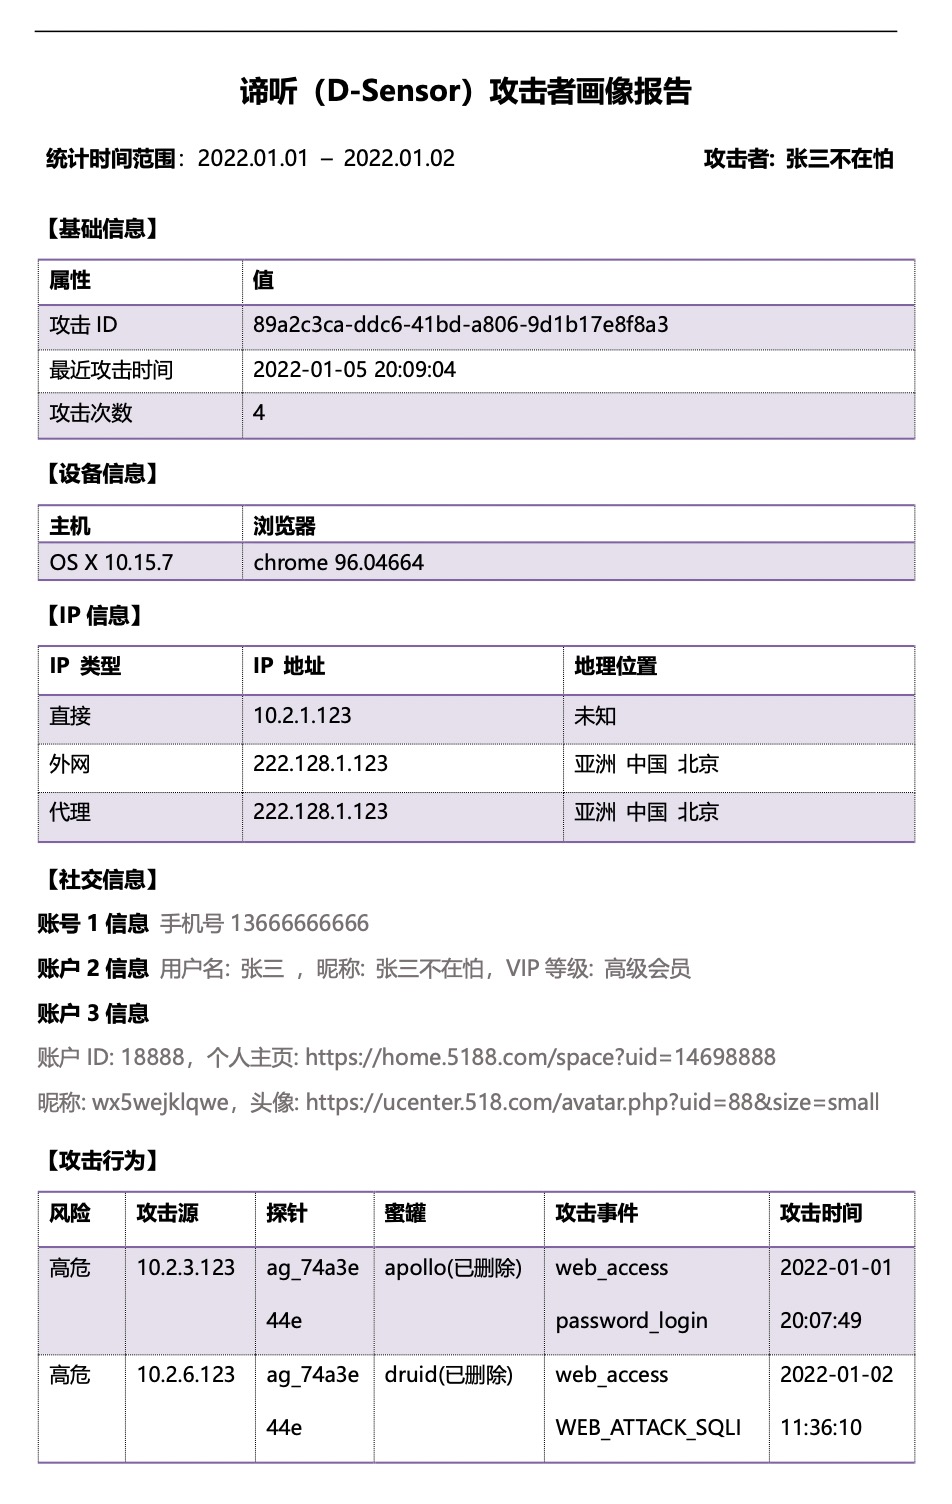 谛听（D-Sensor）攻击者画像报告
统计时间范围：2022.01.01 – 2022.01.02 攻击者: 张三不在怕
【基础信息】
属性 值
攻击 ID 89a2c3ca-ddc6-41bd-a806-9d1b17e8f8a3
最近攻击时间 2022-01-05 20:09:04
攻击次数 4
【设备信息】
主机 浏览器
OS X 10.15.7 chrome 96.04664
【IP 信息】
IP 类型 IP 地址 地理位置
直接 10.2.1.123 未知
外网 222.128.1.123 亚洲 中国 北京
代理 222.128.1.123 亚洲 中国 北京
【社交信息】
账号 1 信息 手机号 13666666666
账户 2 信息 用户名: 张三 ，昵称: 张三不在怕，VIP 等级: 高级会员
账户 3 信息
账户 ID: 18888，个人主页: https://home.5188.com/space?uid=14698888
昵称: wx5wejklqwe，头像: https://ucenter.518.com/avatar.php?uid=88&size=small
【攻击行为】
风险 攻击源 探针 蜜罐 攻击事件 攻击时间
高危 10.2.3.123 ag_74a3e apollo(已删除) web_access 2022-01-01
44e password_login 20:07:49
高危 10.2.6.123 ag_74a3e druid(已删除) web_access 2022-01-02
44e WEB_ATTACK_SQLI 11:36:10